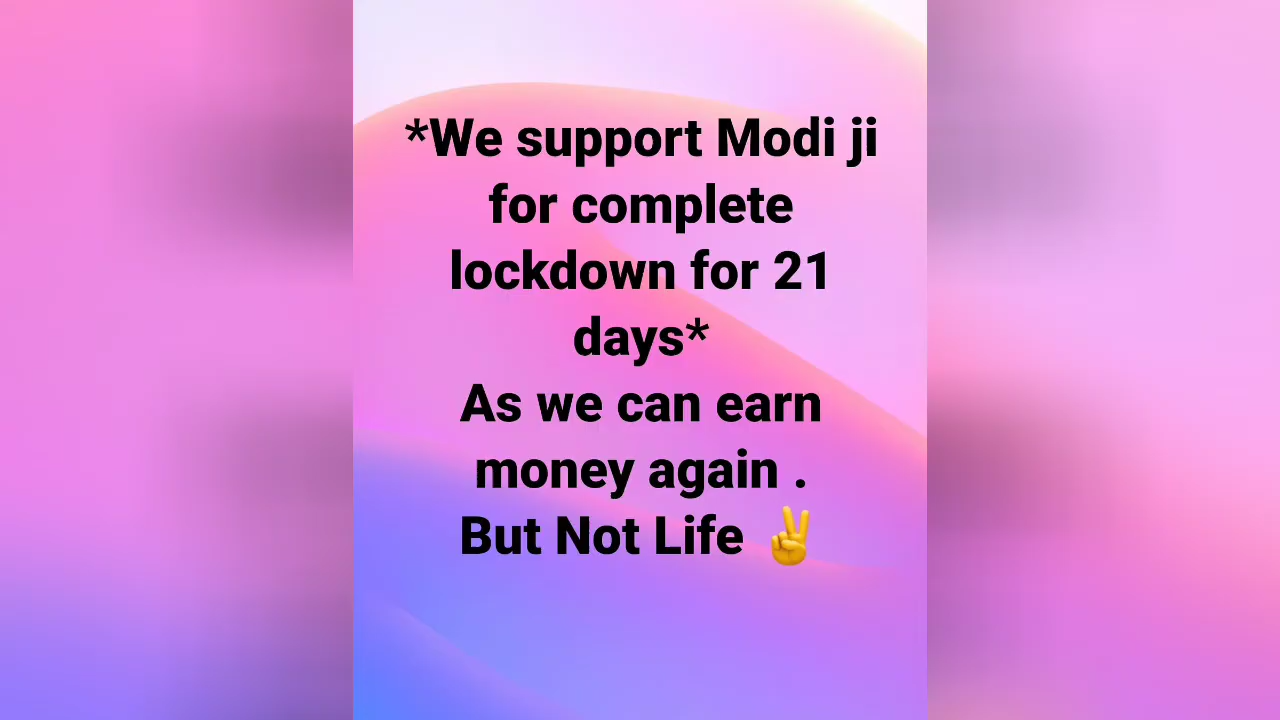 *We support Modi ji
for complete
lockdown for 21
days*
As we can earn
money again .
But Not Life ✌